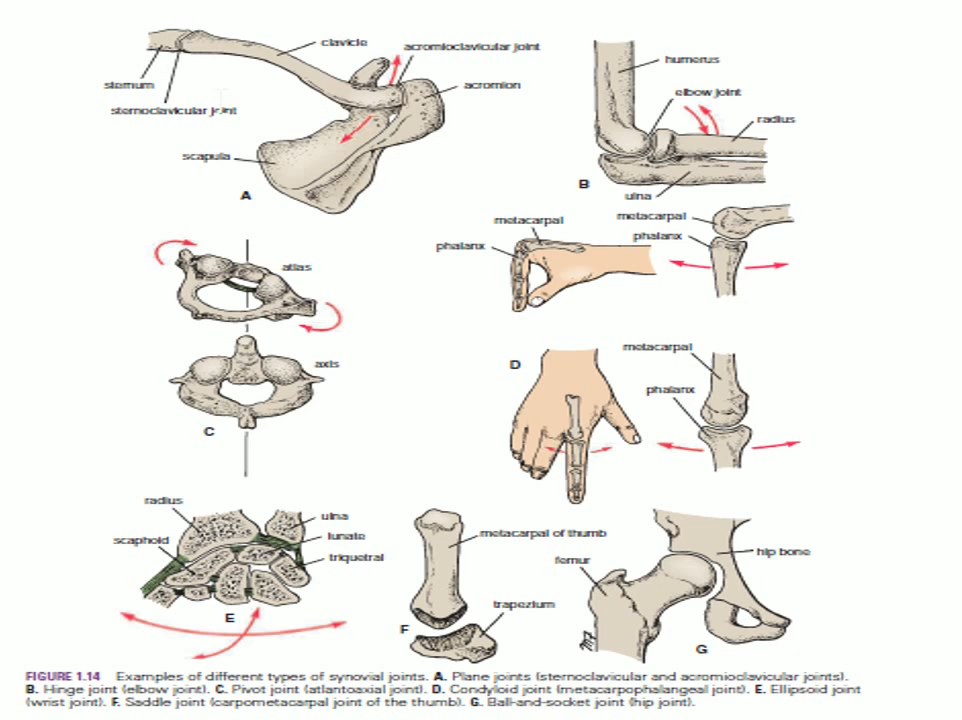 clavicle
acromioclavicular joint
sternum
acromion
sternoclavicular joint
scapula
A
humerus
elbow joint
radius
B
ulna
metacarpal
phalanx
metacarpal
phalanx
atlas
axis
C
D
metacarpal
phalanx
radius
ulna
scaphoid
lunate
triquetral
E
metacarpal of thumb
trapezium
F
femur
hip bone
G
FIGURE 1.14 Examples of different types of synovial joints. A. Plane joints (sternoclavicular and acromioclavicular joints).
B. Hinge joint (elbow joint). C. Pivot joint (atlantoaxial joint). D. Condyloid joint (metacarpophalangeal joint). E. Ellipsoid joint
(wrist joint). F. Saddle joint (carpometacarpal joint of the thumb). G. Ball-and-socket joint (hip joint).